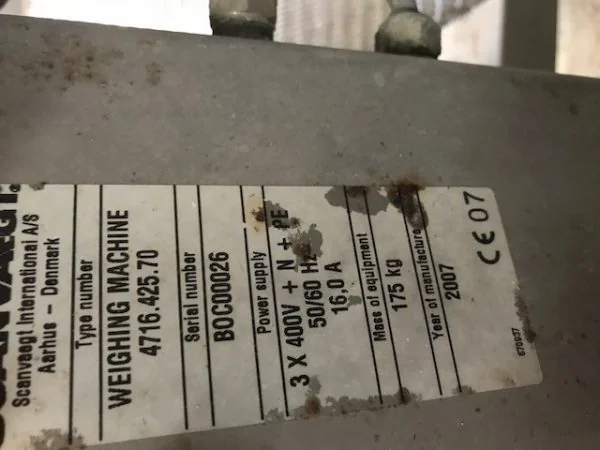 SCANVAEGT®
Scanvaegt International A/S
Aarhus - Denmark
Type number
WEIGHING MACHINE
4716.425.70
Serial number
BOC00026
Power supply
3 X 400V + N + PE
50/60 Hz
16,0 A
Mass of equipment
175 kg
Year of manufacture
2007
CE 07